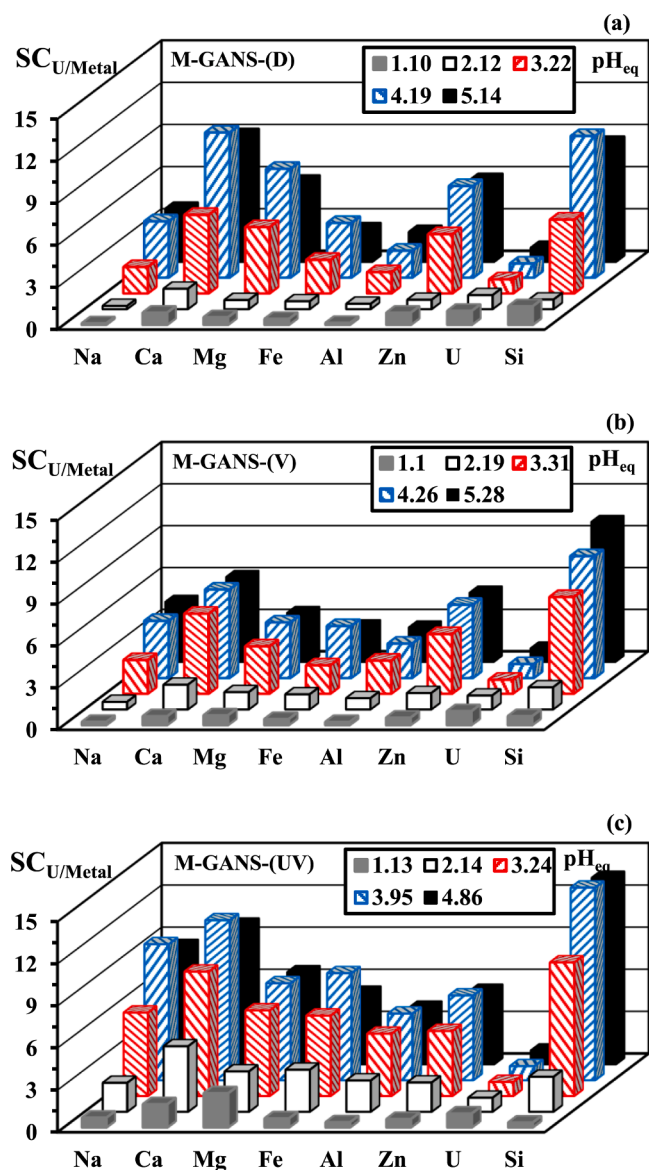 (a)
SC U/Metal
M-GANS-(D)
1.10 2.12 3.22
4.19 5.14
pHeq
15
12
9
6
3
0
Na Ca Mg Fe Al Zn U Si
(b)
SC U/Metal
M-GANS-(V)
1.1 2.19 3.31
4.26 5.28
pHeq
15
12
9
6
3
0
Na Ca Mg Fe Al Zn U Si
(c)
SC U/Metal
M-GANS-(UV)
1.13 2.14 3.24
3.95 4.86
pHeq
15
12
9
6
3
0
Na Ca Mg Fe Al Zn U Si